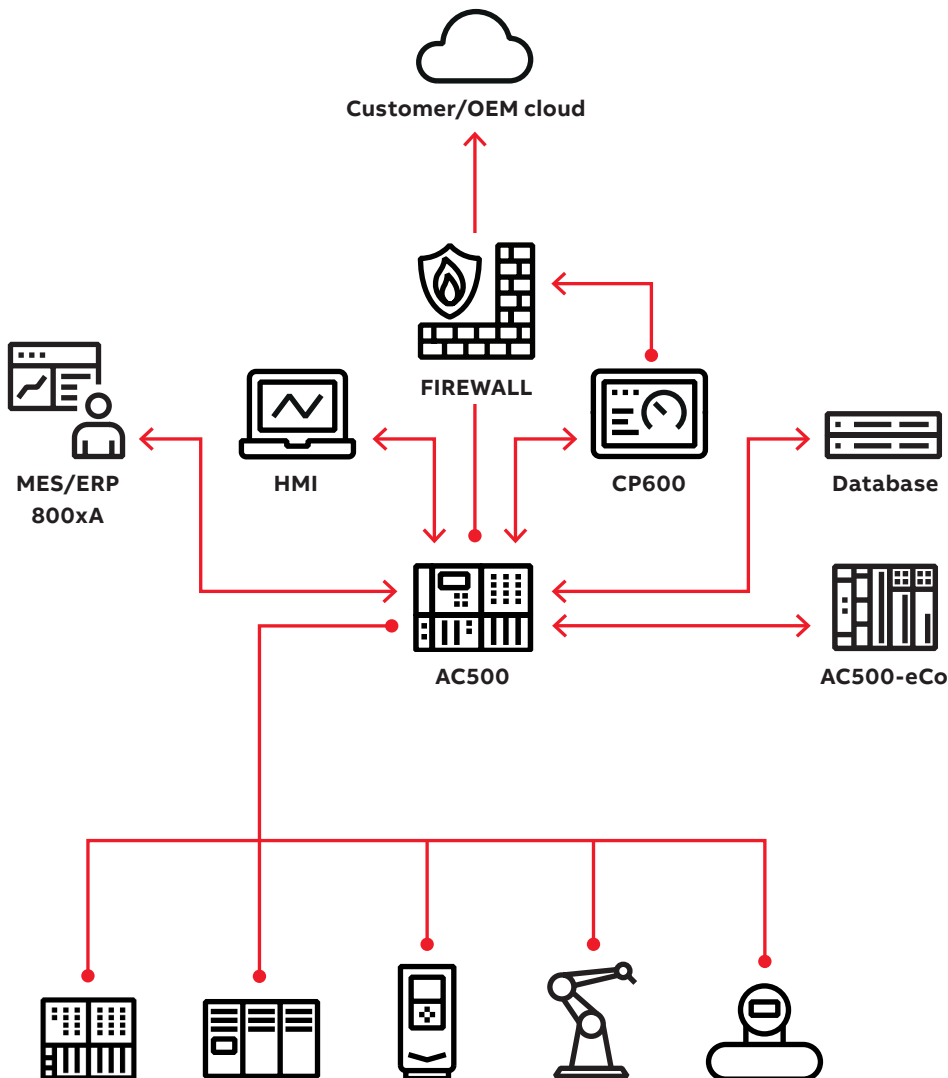 Customer/OEM cloud
FIREWALL
MES/ERP
800xA
HMI
CP600
Database
AC500
AC500-eCo